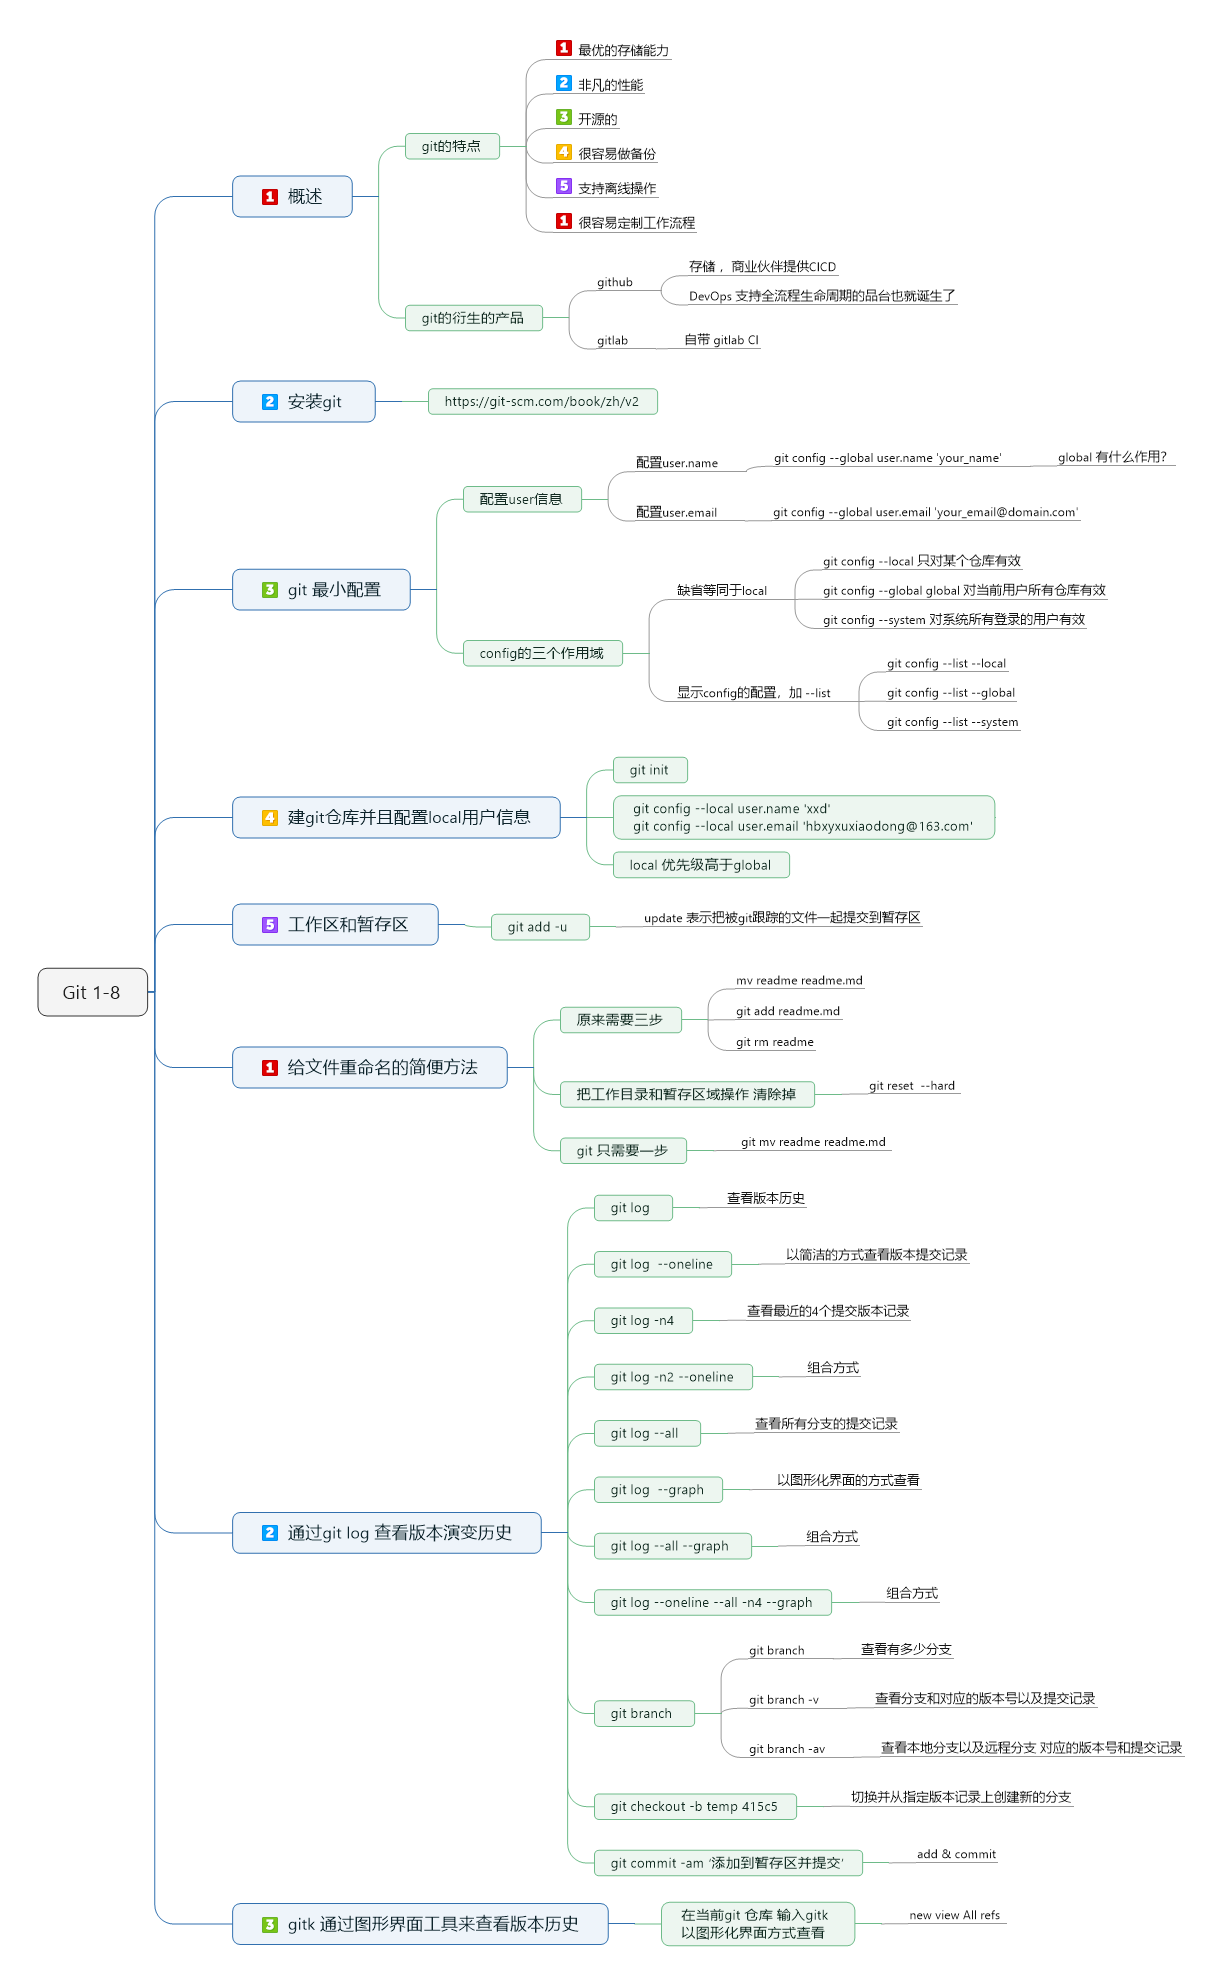 Git 1-8
1 概述
git的特点
1 最优的存储能力
2 非凡的性能
3 开源的
4 很容易做备份
5 支持离线操作
1 很容易定制工作流程
git的衍生的产品
github
存储 ，商业伙伴提供CICD
DevOps 支持全流程生命周期的品台也就诞生了
gitlab
自带 gitlab CI
2 安装git
https://git-scm.com/book/zh/v2
3 git 最小配置
配置user信息
配置user.name
git config --global user.name 'your_name'
global 有什么作用?
配置user.email
git config --global user.email 'your_email@domain.com'
config的三个作用域
缺省等同于local
git config --local 只对某个仓库有效
git config --global global 对当前用户所有仓库有效
git config --system 对系统所有登录的用户有效
显示config的配置，加 --list
git config --list --local
git config --list --global
git config --list --system
4 建git仓库并且配置local用户信息
git init
git config --local user.name 'xxd'
git config --local user.email 'hbxyxuxiaodong@163.com'
local 优先级高于global
5 工作区和暂存区
git add -u
update 表示把被git跟踪的文件一起提交到暂存区
1 给文件重命名的简便方法
原来需要三步
mv readme readme.md
git add readme.md
git rm readme
把工作目录和暂存区域操作 清除掉
git reset  --hard
git 只需要一步
git mv readme readme.md
2 通过git log 查看版本演变历史
git log
查看版本历史
git log  --oneline
以简洁的方式查看版本提交记录
git log -n4
查看最近的4个提交版本记录
git log -n2 --oneline
组合方式
git log --all
查看所有分支的提交记录
git log  --graph
以图形化界面的方式查看
git log --all --graph
组合方式
git log --oneline --all -n4 --graph
组合方式
git branch
git branch
查看有多少分支
git branch -v
查看分支和对应的版本号以及提交记录
git branch -av
查看本地分支以及远程分支 对应的版本号和提交记录
git checkout -b temp 415c5
切换并从指定版本记录上创建新的分支
git commit -am ‘添加到暂存区并提交’
add & commit
3 gitk 通过图形界面工具来查看版本历史
在当前git 仓库 输入gitk
以图形化界面方式查看
new view All refs